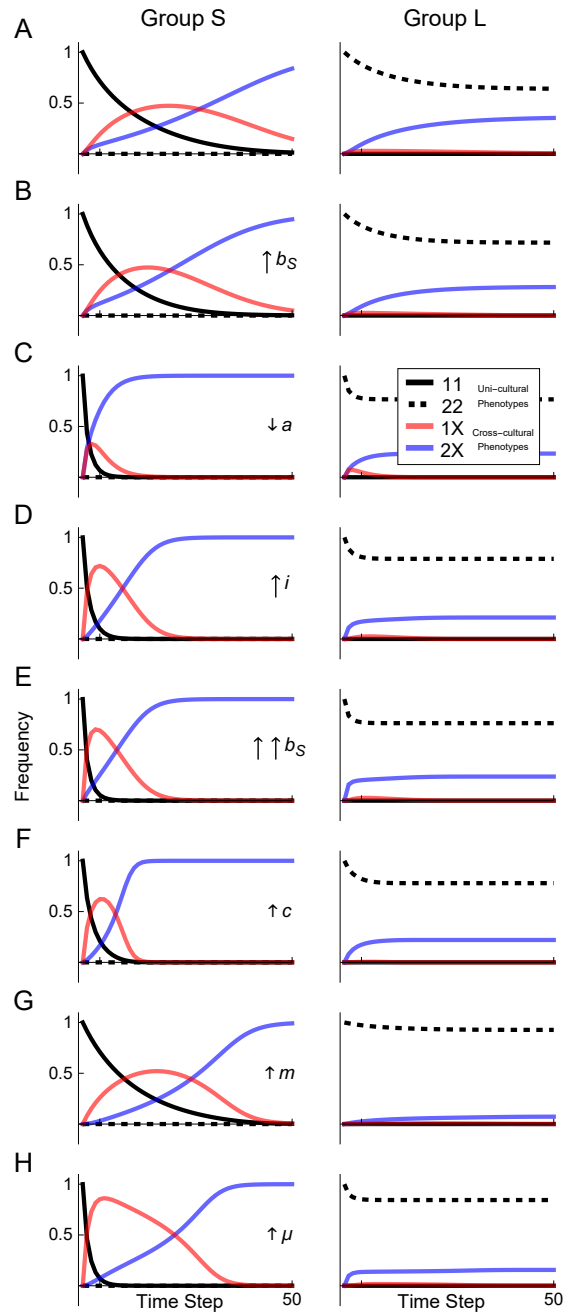 Group S Group L
A
1
0.5
B
1
0.5
↑ bS
C
1
0.5
↓ a
11 Uni-cultural
22 Phenotypes
1X Cross-cultural
2X Phenotypes
D
1
0.5
↑ i
E
1
0.5
↑ ↑ bS
Frequency
F
1
0.5
↑ c
G
1
0.5
↑ m
H
1
0.5
↑ μ
Time Step 50 Time Step 50